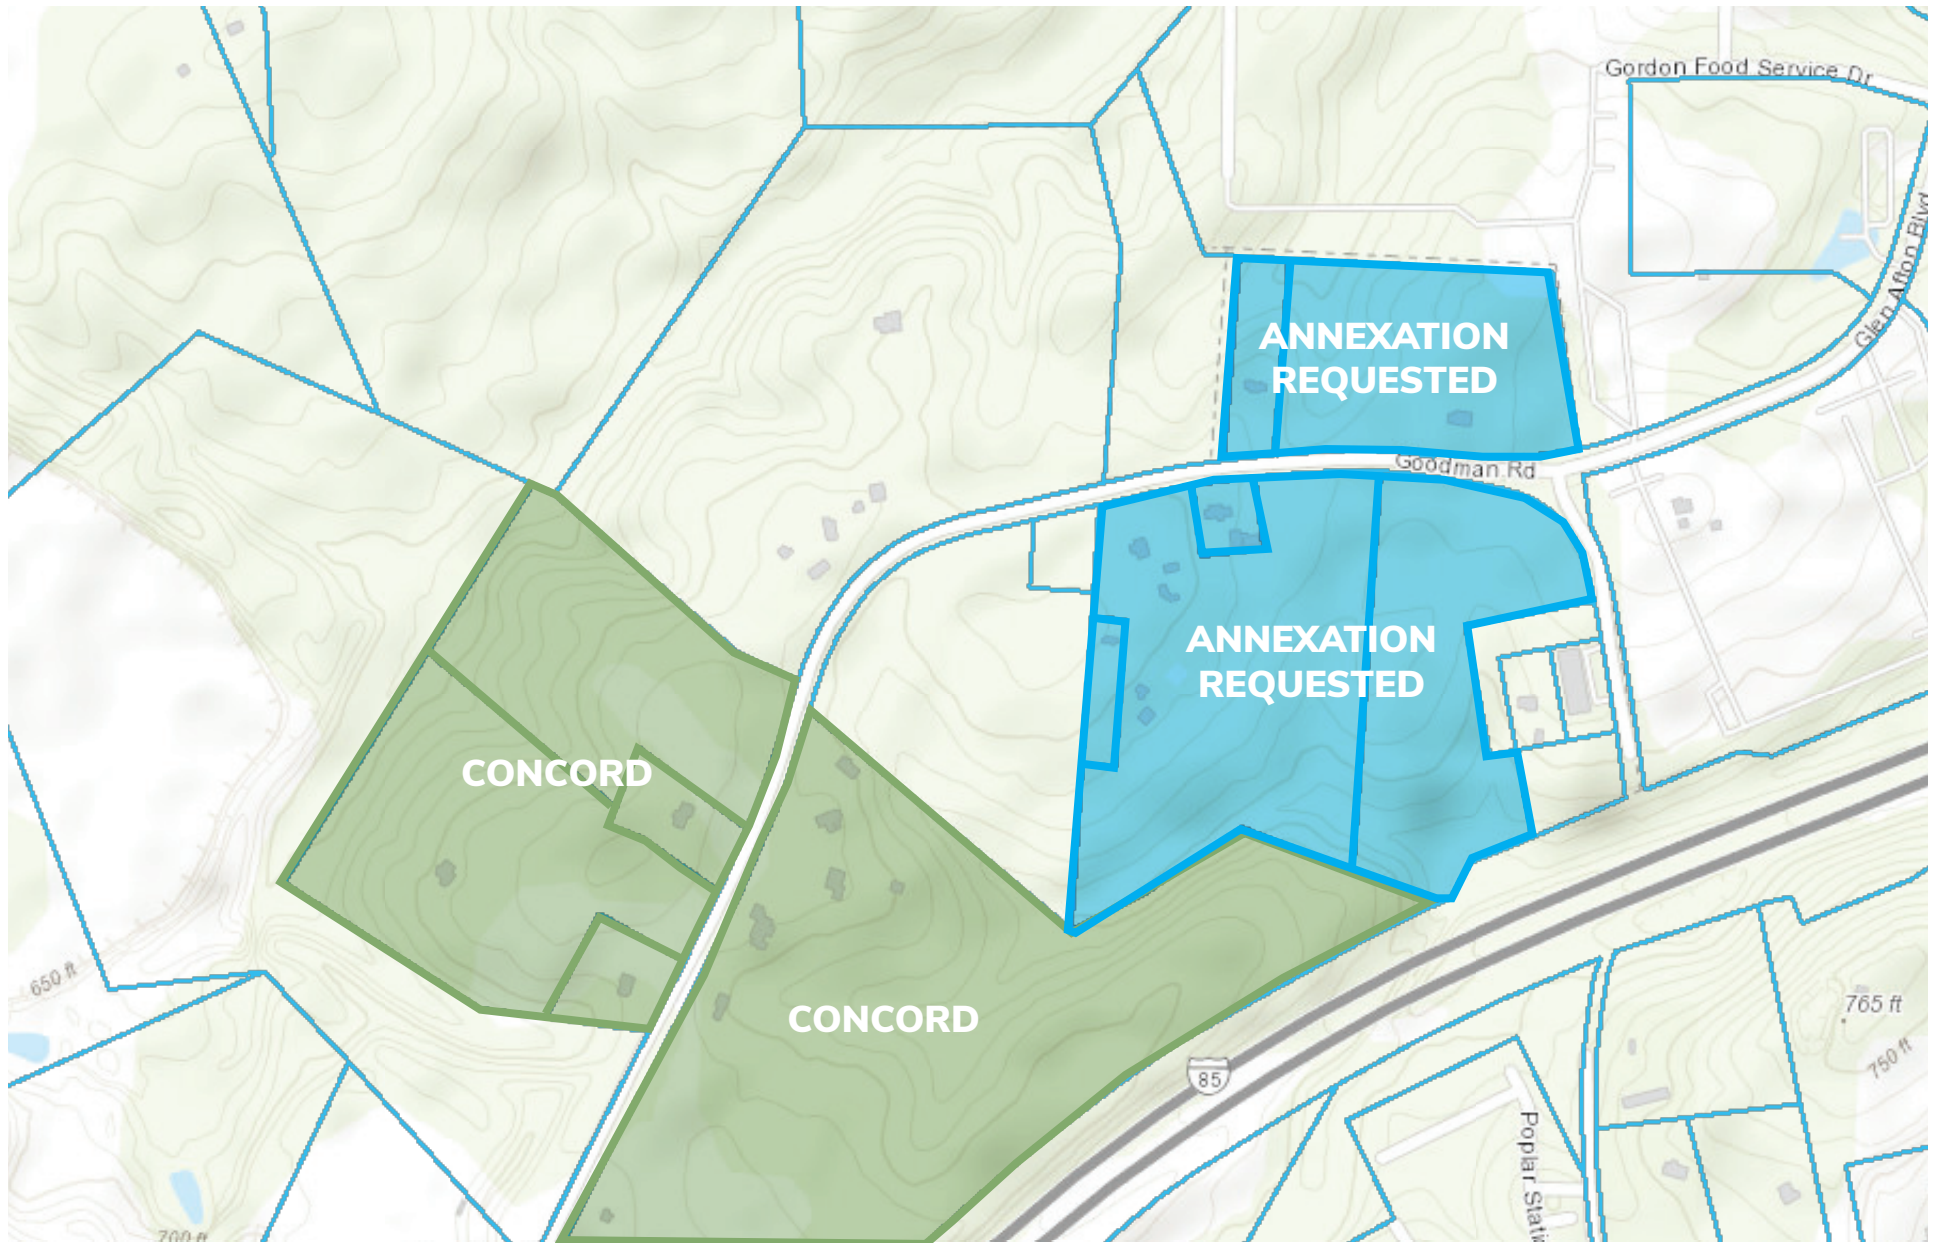 Gordon Food Service Dr
Glen Afton Blvd
ANNEXATION
REQUESTED
Goodman Rd
ANNEXATION
REQUESTED
CONCORD
CONCORD
650 ft
765 ft
750 ft
85
Poplar
700 ft